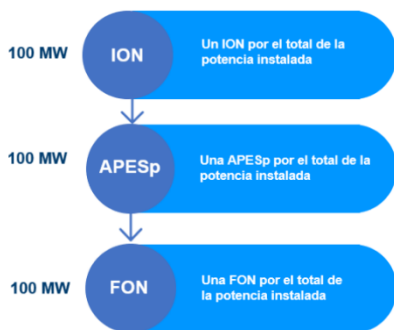 100 MW
ION
Un ION por el total de la
potencia instalada
100 MW
APESp
Una APESp por el total de la
potencia instalada
100 MW
FON
Una FON por el total de
la potencia instalada